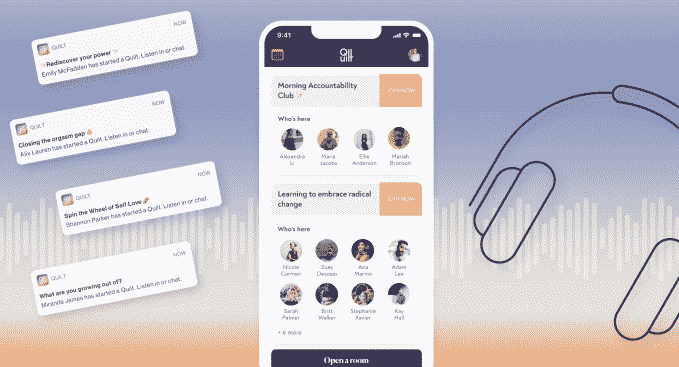 QUILT
NOW
Rediscover your power
Emily McFadden has started a Quilt. Listen in or chat.
QUILT
NOW
Closing the orgasm gap
Alix Lauren has started a Quilt. Listen in or chat.
QUILT
NOW
Spin the Wheel of Self Love
Shannon Parker has started a Quilt. Listen in or chat.
QUILT
NOW
What are you growing out of?
Miranda James has started a Quilt. Listen in or chat.
9:41
Quilt
Morning Accountability
Club
JOIN NOW
Who's here
Alexandra
Li
Maria
Jacobs
Ellie
Anderson
Mariah
Bronson
Learning to embrace radical
change
JOIN NOW
Who's here
Nicole
Carmen
Zoey
Desosas
Ana
Marino
Adam
Lee
Sarah
Palmer
Britt
Walker
Stephanie
Xavier
Kay
Hall
+ 6 more
Open a room